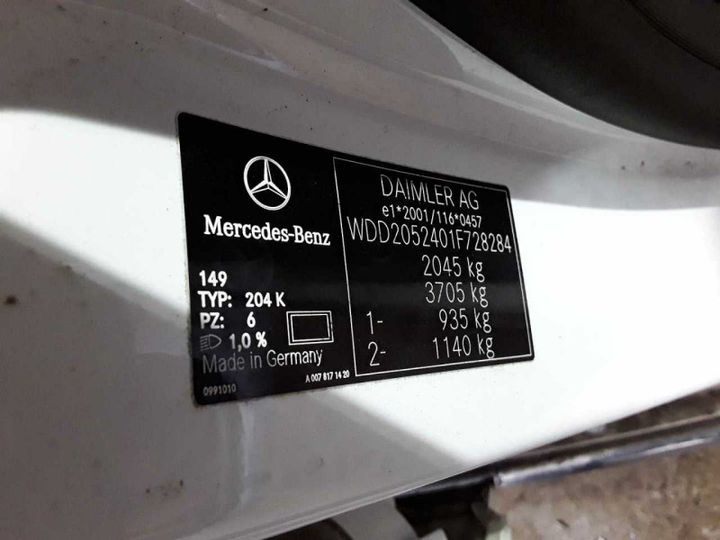 Mercedes-Benz
149
TYP: 204 K
PZ: 6
1,0 %
Made in Germany
0991010
A 007 817 14 20
DAIMLER AG
e1*2001/116*0457
WDD2052401F728284
2045 kg
3705 kg
1- 935 kg
2- 1140 kg